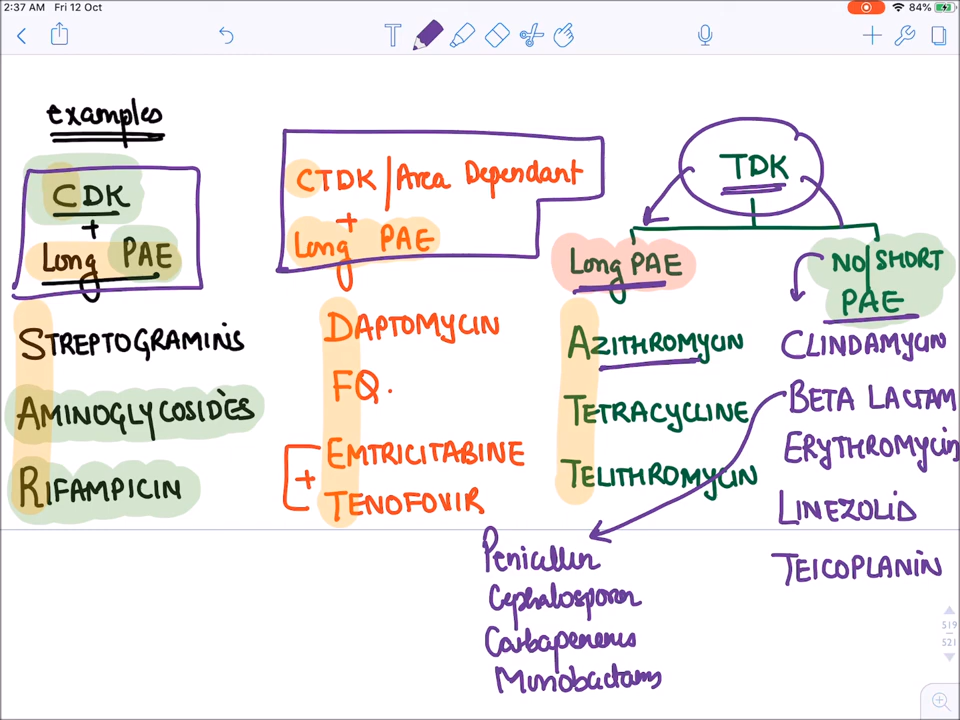 2:37 AM Fri 12 Oct
84%
T
examples
CDK
+
Long PAE
STREPTOGRAMINS
AMINOGLYCOSIDES
RIFAMPICIN
CTDK | Area Dependant
+
Long PAE
DAPTOMYCIN
FQ.
+
EMTRICITABINE
TENOFOVIR
TDK
Long PAE
AZITHROMYCIN
TETRACYCLINE
TELITHROMYCIN
NO | SHORT
PAE
CLINDAMYCIN
BETA LACTAM
ERYTHROMYCIN
LINEZOLID
TEICOPLANIN
Penicillin
Cephalosporin
Carbapenems
Monobactams
519
521